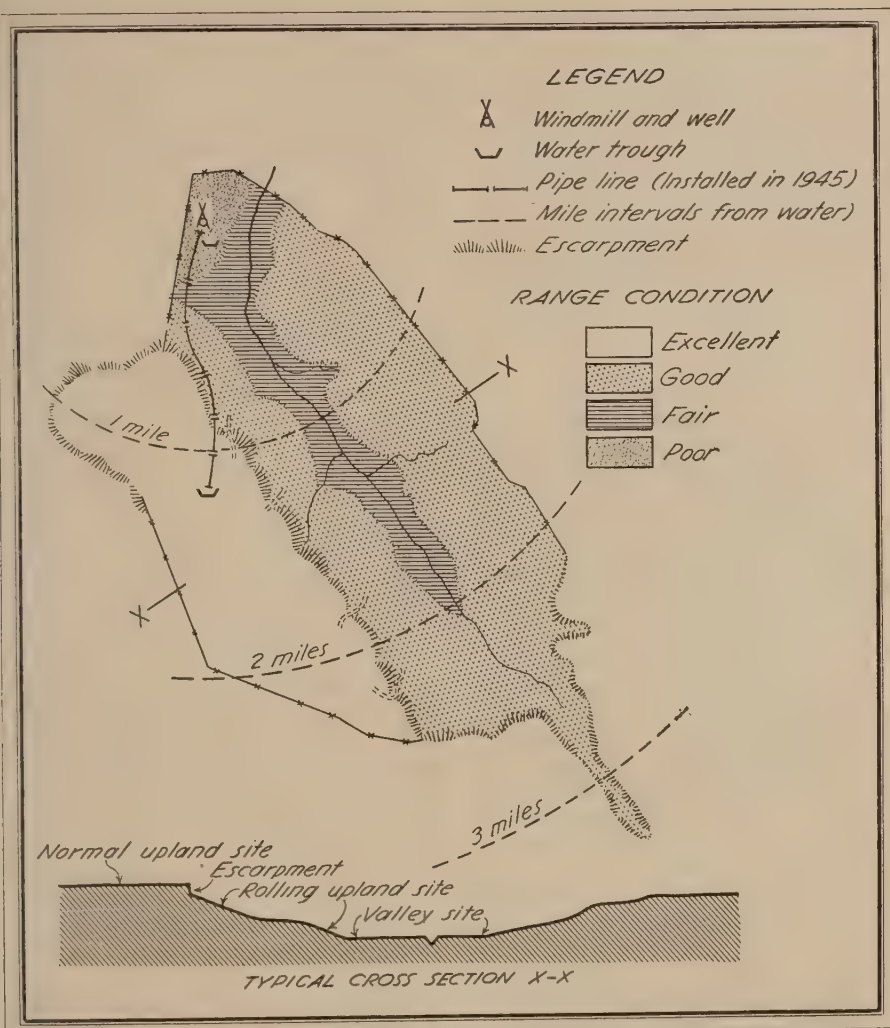 LEGEND
Windmill and well
Water trough
Pipe line (Installed in 1945)
Mile intervals from water)
Escarpment
RANGE CONDITION
Excellent
Good
Fair
Poor
X
1 mile
X
2 miles
3 miles
Normal upland site
Escarpment
Rolling upland site
Valley site
TYPICAL CROSS SECTION X-X